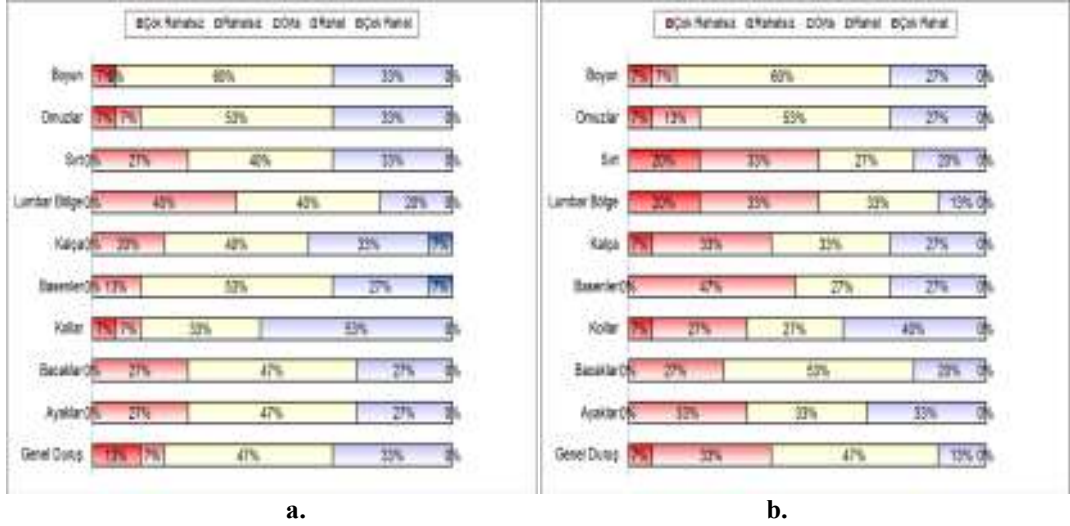 Çok Rahatsız Rahatsız Orta Rahat Çok Rahat
Boyun 7% 0% 60% 33% 0%
Omuzlar 7% 7% 53% 33% 0%
Sırt 0% 27% 40% 33% 0%
Lumbar Bölge 0% 40% 40% 20% 0%
Kalça 0% 20% 40% 33% 7%
Basenler 0% 13% 53% 27% 7%
Kollar 7% 7% 33% 53% 0%
Bacaklar 0% 27% 47% 27% 0%
Ayaklar 0% 27% 47% 27% 0%
Genel Duruş 13% 7% 47% 33% 0%
a.
Çok Rahatsız Rahatsız Orta Rahat Çok Rahat
Boyun 7% 7% 60% 27% 0%
Omuzlar 7% 13% 53% 27% 0%
Sırt 20% 33% 27% 20% 0%
Lumbar Bölge 20% 33% 33% 13% 0%
Kalça 7% 33% 33% 27% 0%
Basenler 0% 47% 27% 27% 0%
Kollar 7% 27% 27% 40% 0%
Bacaklar 0% 27% 53% 20% 0%
Ayaklar 0% 33% 33% 33% 0%
Genel Duruş 7% 33% 47% 13% 0%
b.